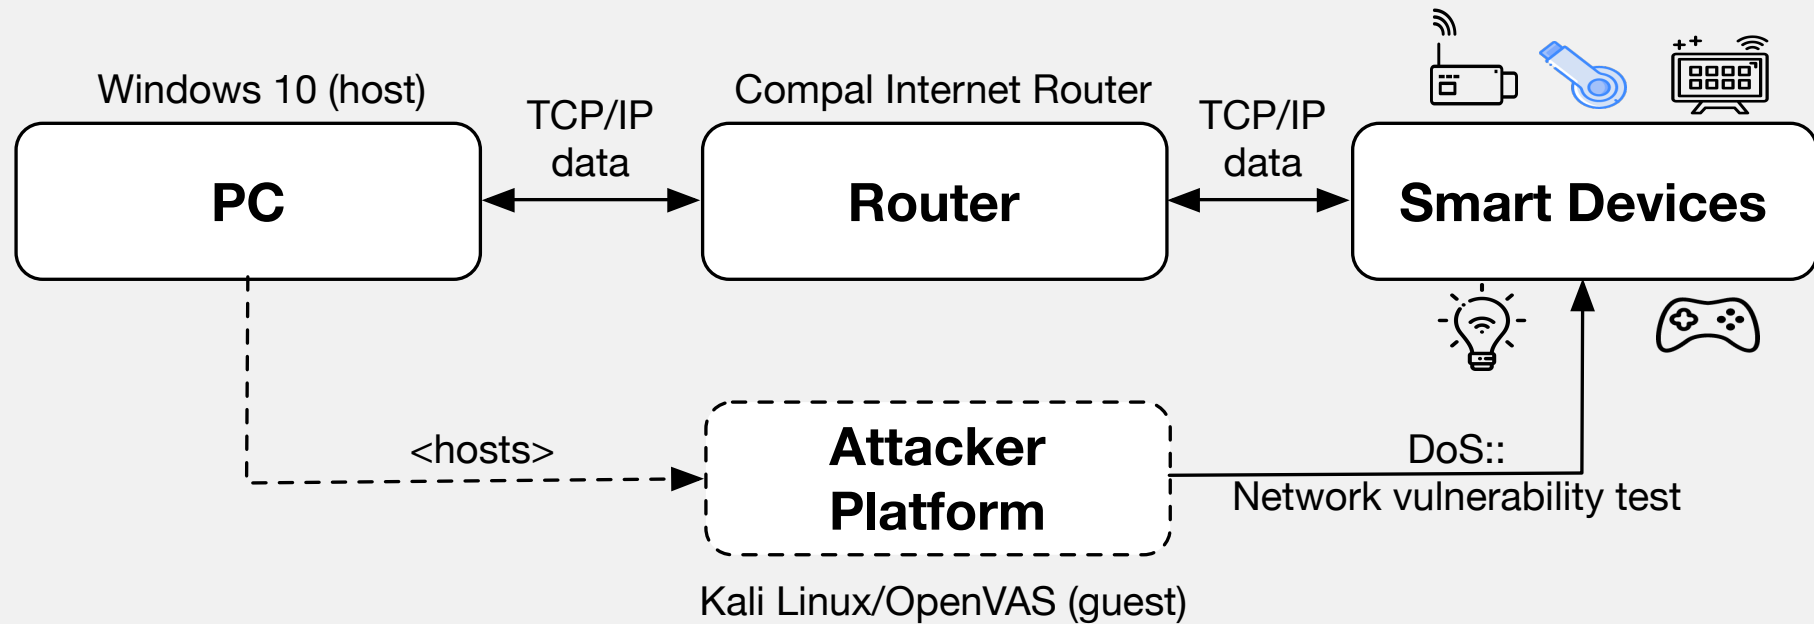 Windows 10 (host)
Compal Internet Router
TCP/IP
data
TCP/IP
data
PC
Router
Smart Devices
<hosts>
Attacker
Platform
DoS::
Network vulnerability test
Kali Linux/OpenVAS (guest)